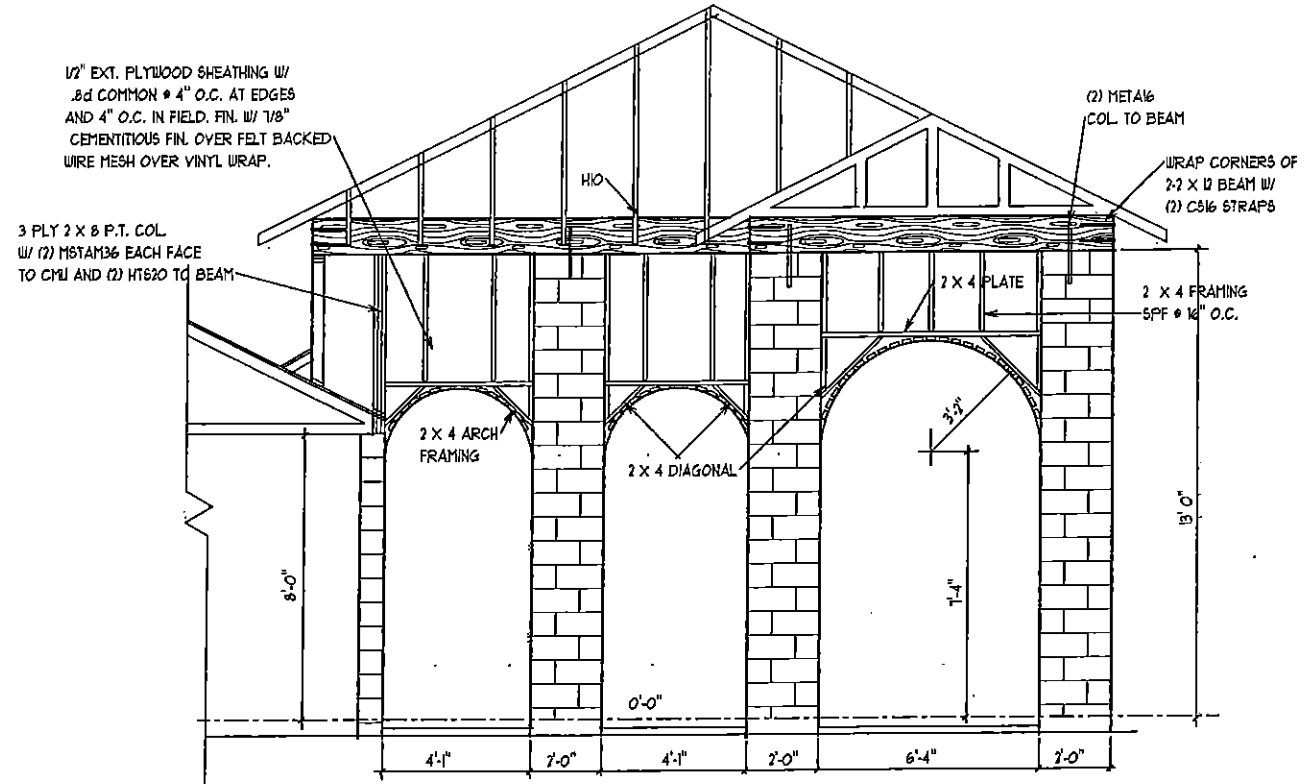 1/2" EXT. PLYWOOD SHEATHING W/
.8d COMMON @ 4" O.C. AT EDGES
AND 4" O.C. IN FIELD. FIN. W/ 7/8"
CEMENTITIOUS FIN. OVER FELT BACKED
WIRE MESH OVER VINYL WRAP.
(2) META16
COL. TO BEAM
WRAP CORNERS OF
2-2 X 12 BEAM W/
(2) CS16 STRAPS
H10
3 PLY 2 X 8 P.T. COL.
W/ (2) MSTAM36 EACH FACE
TO CMU AND (2) HTS20 TO BEAM
2 X 4 PLATE
2 X 4 FRAMING
SPF @ 16" O.C.
2 X 4 ARCH
FRAMING
2 X 4 DIAGONAL
3'-2"
13' 0"
8'-0"
7'-4"
0'-0"
4'-1"
2'-0"
4'-1"
2'-0"
6'-4"
2'-0"